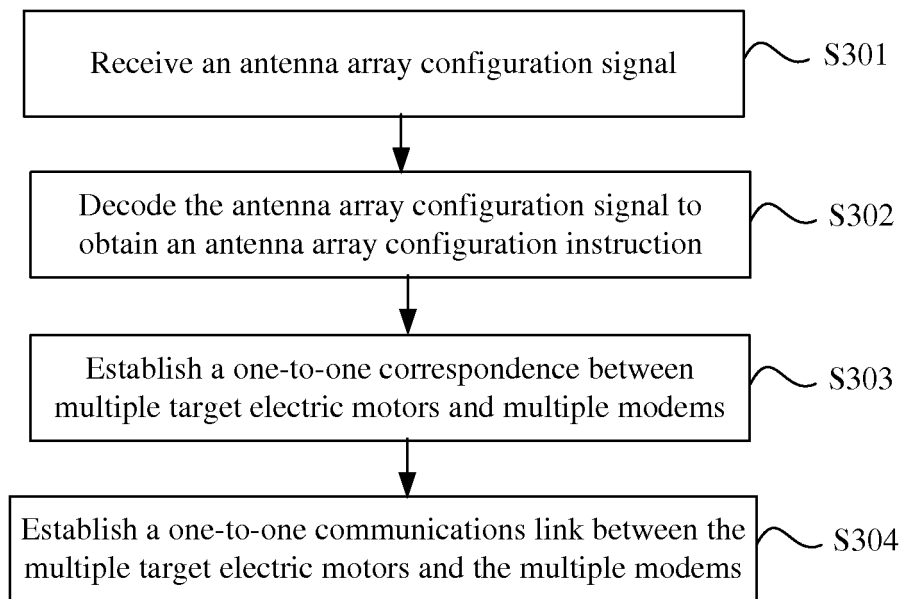 Receive an antenna array configuration signal
S301
Decode the antenna array configuration signal to
obtain an antenna array configuration instruction
S302
Establish a one-to-one correspondence between
multiple target electric motors and multiple modems
S303
Establish a one-to-one communications link between the
multiple target electric motors and the multiple modems
S304